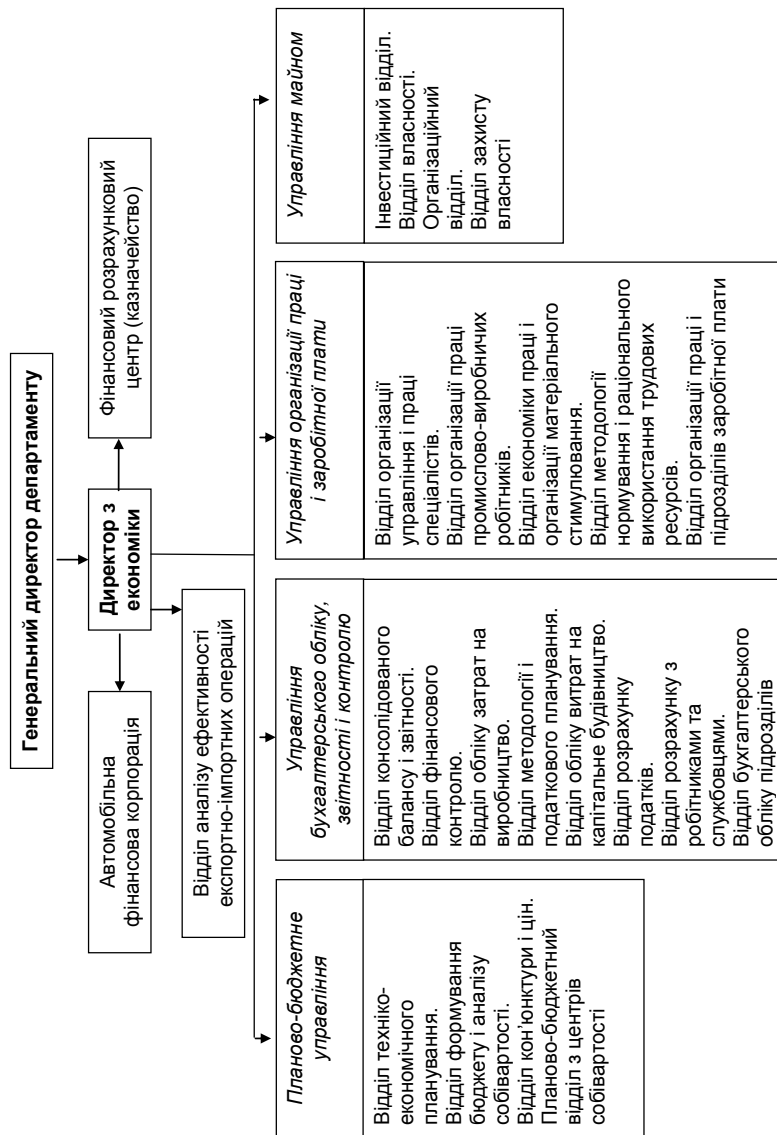 Генеральний директор департаменту
Автомобільна
фінансова корпорація
Директор з
економіки
Фінансовий розрахунковий
центр (казначейство)
Відділ аналізу ефективності
експортно-імпортних операцій
Планово-бюджетне
управління
Відділ техніко-
економічного
планування.
Відділ формування
бюджету і аналізу
собівартості.
Відділ кон’юнктури і цін.
Планово-бюджетний
відділ з центрів
собівартості
Управління
бухгалтерського обліку,
звітності і контролю
Відділ консолідованого
балансу і звітності.
Відділ фінансового
контролю.
Відділ обліку затрат на
виробництво.
Відділ методології і
податкового планування.
Відділ обліку витрат на
капітальне будівництво.
Відділ розрахунку
податків.
Відділ розрахунку з
робітниками та
службовцями.
Відділ бухгалтерського
обліку підрозділів
Управління організації праці
і заробітної плати
Відділ організації
управління і праці
спеціалістів.
Відділ організації праці
промислово-виробничих
робітників.
Відділ економіки праці і
організації матеріального
стимулювання.
Відділ методології
нормування і раціонального
використання трудових
ресурсів.
Відділ організації праці і
підрозділів заробітної плати
Управління майном
Інвестиційний відділ.
Відділ власності.
Організаційний
відділ.
Відділ захисту
власності